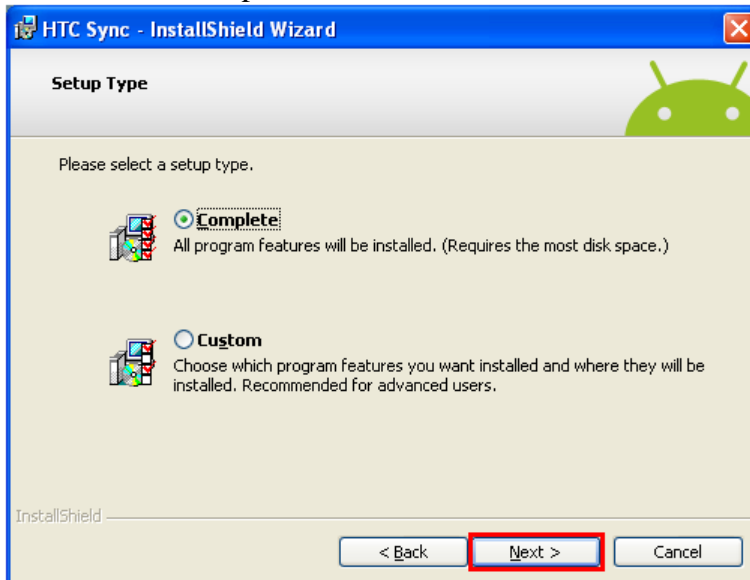 HTC Sync - InstallShield Wizard
Setup Type
Please select a setup type.
Complete
All program features will be installed. (Requires the most disk space.)
Custom
Choose which program features you want installed and where they will be
installed. Recommended for advanced users.
InstallShield
< Back Next > Cancel